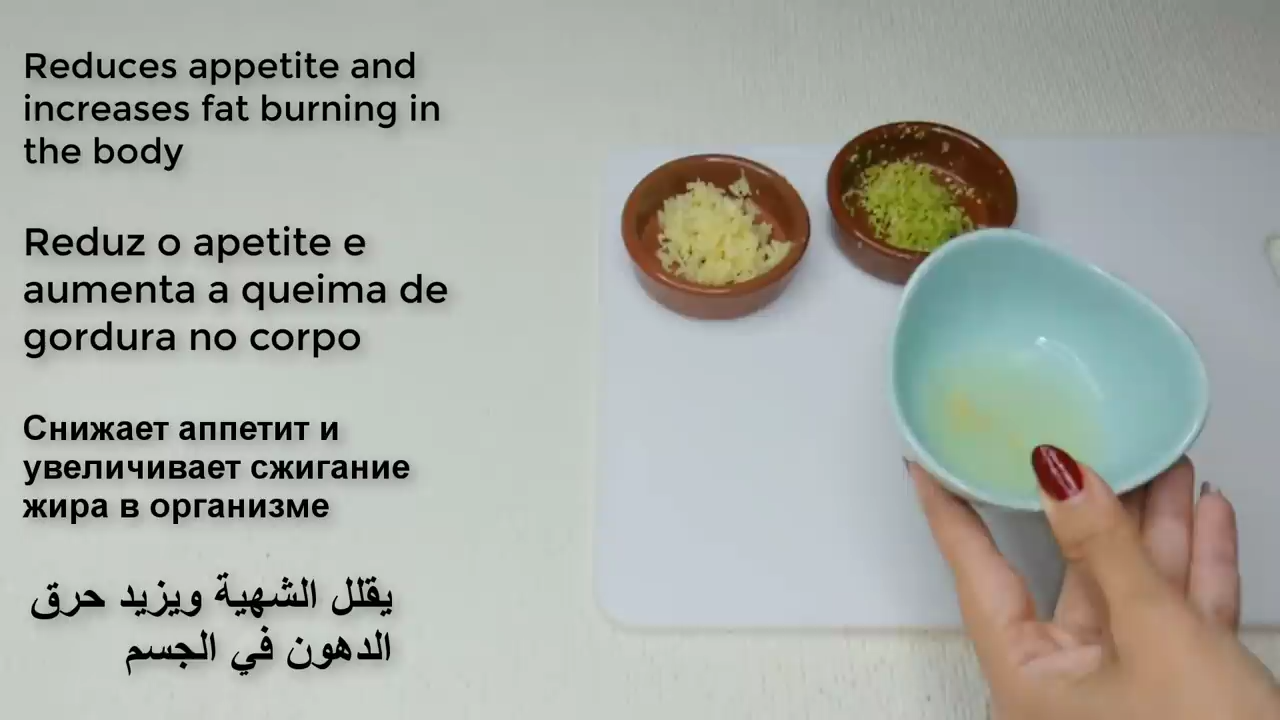 Reduces appetite and
increases fat burning in
the body
Reduz o apetite e
aumenta a queima de
gordura no corpo
Снижает аппетит и
увеличивает сжигание
жира в организме
يقلل الشهية ويزيد حرق
الدهون في الجسم